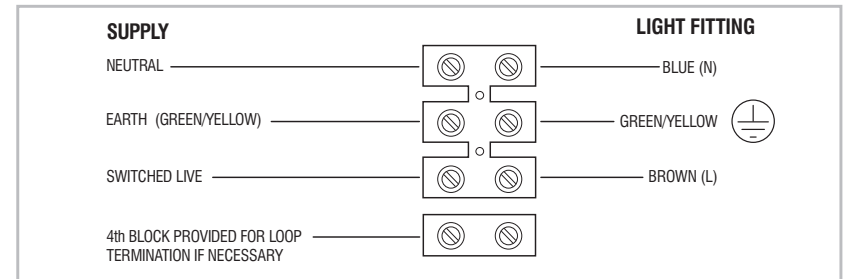 SUPPLY
LIGHT FITTING
NEUTRAL
BLUE (N)
EARTH (GREEN/YELLOW)
GREEN/YELLOW
SWITCHED LIVE
BROWN (L)
4th BLOCK PROVIDED FOR LOOP
TERMINATION IF NECESSARY